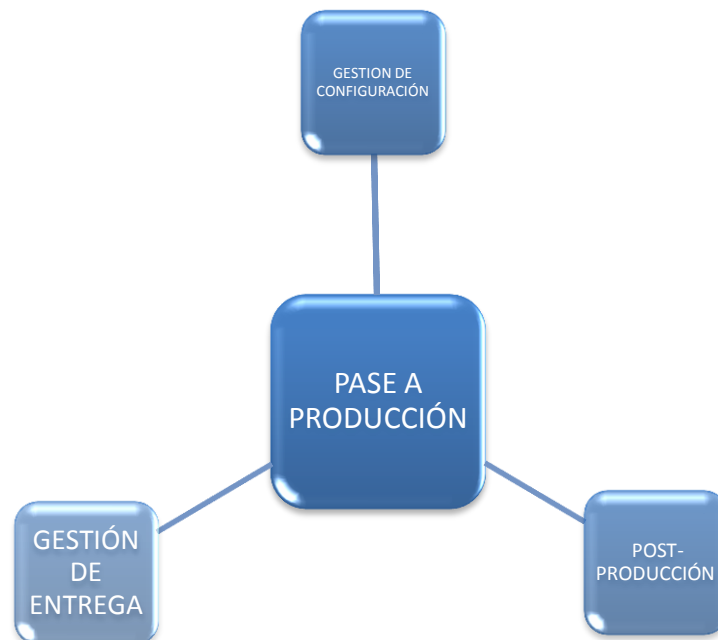 GESTION DE
CONFIGURACIÓN
PASE A
PRODUCCIÓN
GESTIÓN
DE
ENTREGA
POST-
PRODUCCIÓN